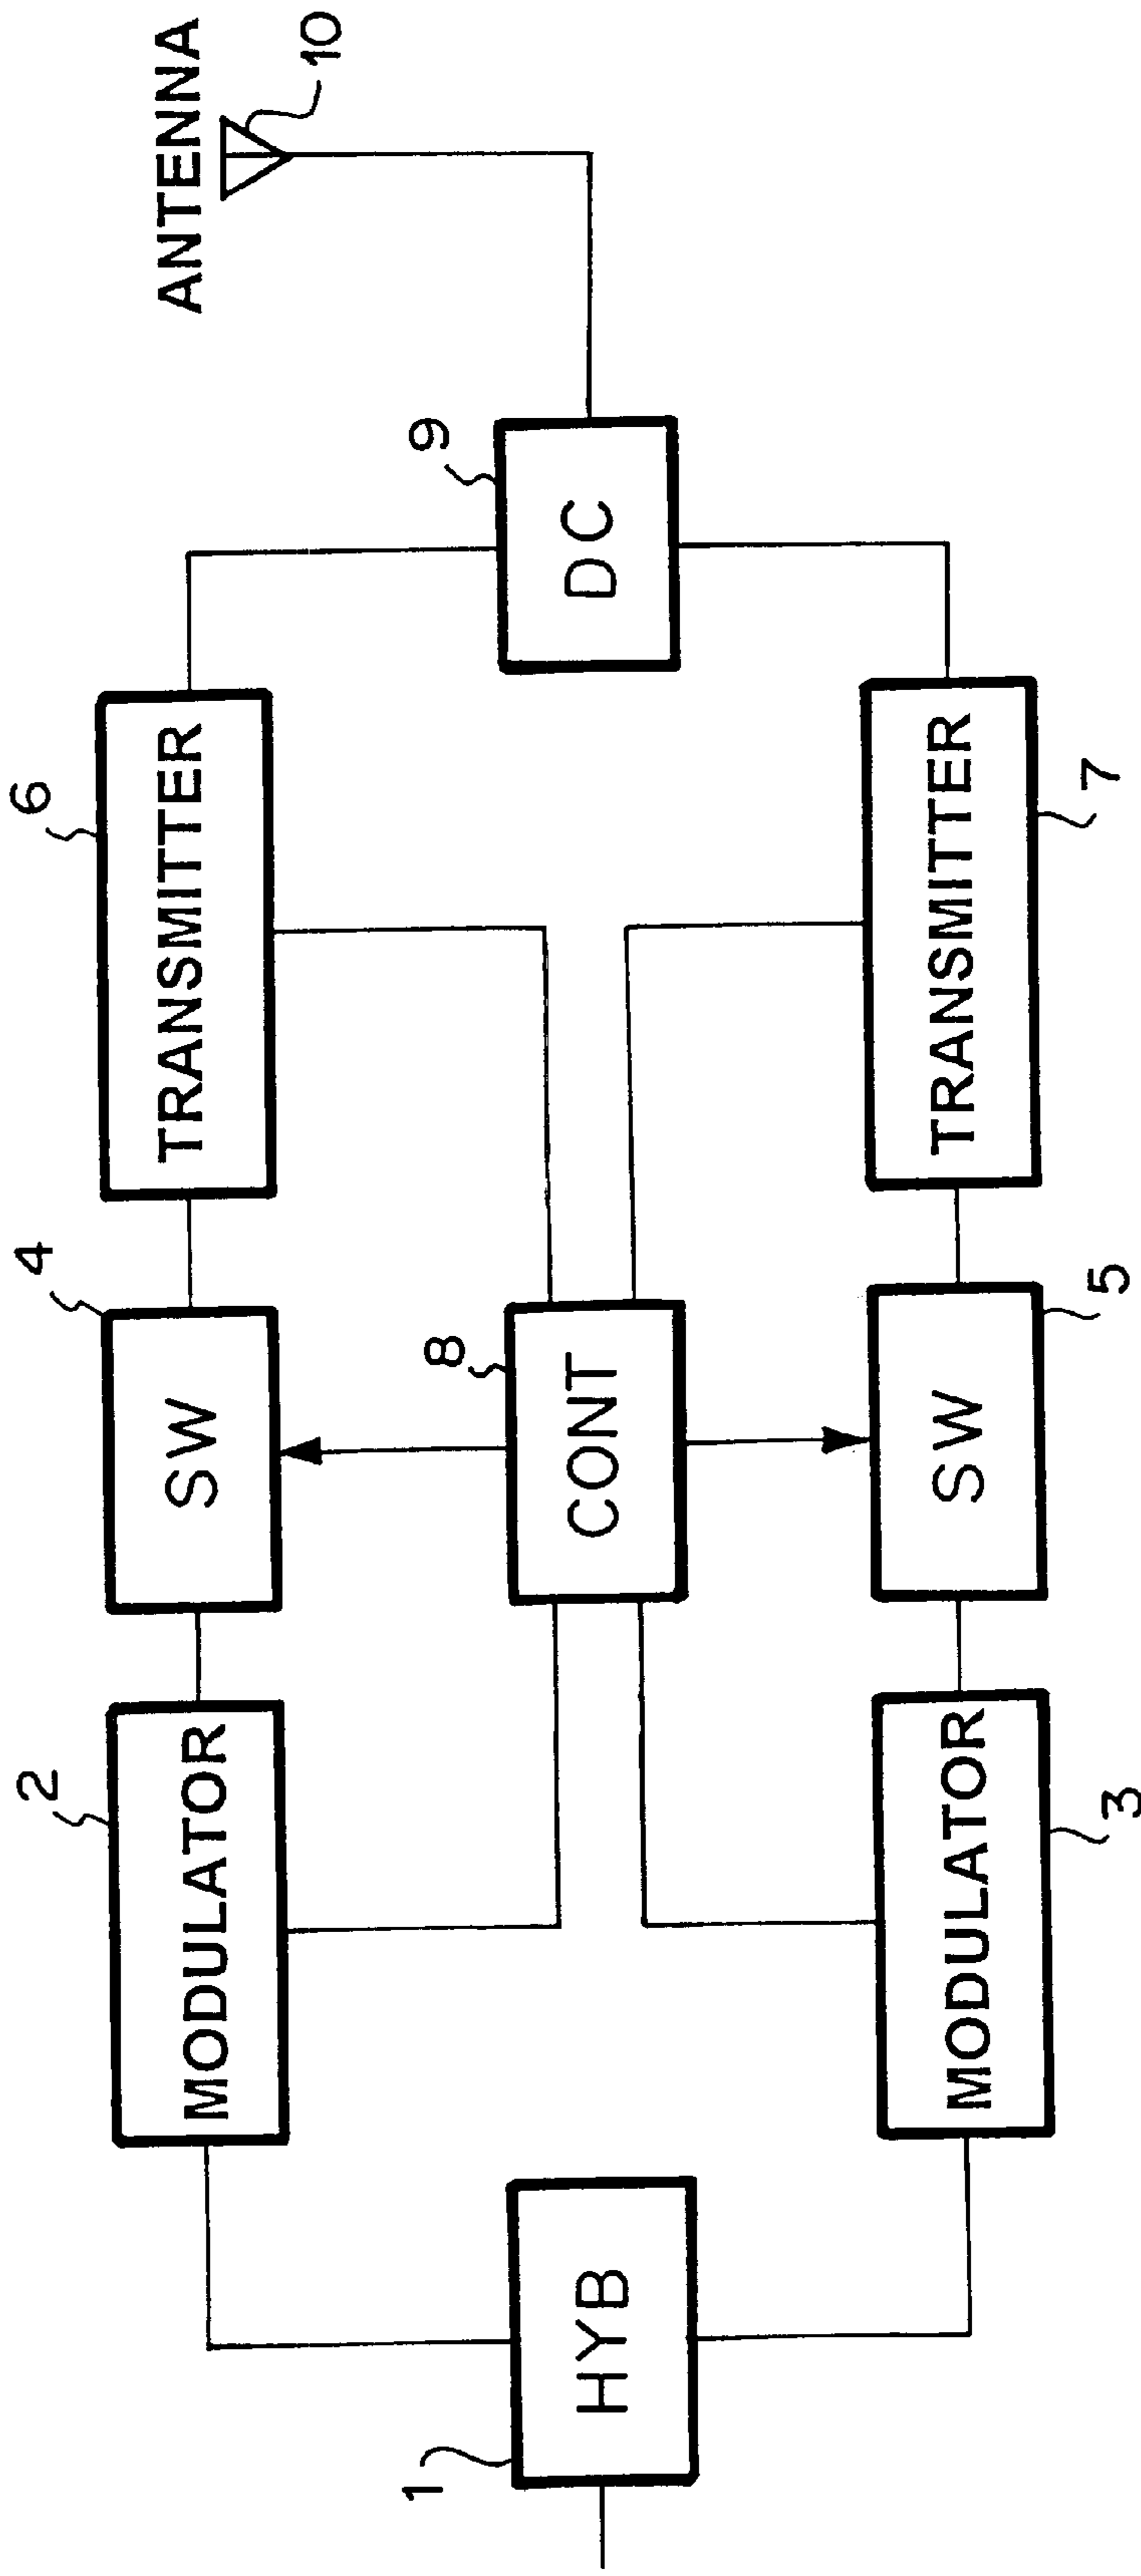 ANTENNA
10
9
DC
6
TRANSMITTER
7
TRANSMITTER
4
SW
8
CONT
5
SW
2
MODULATOR
3
MODULATOR
1
HYB